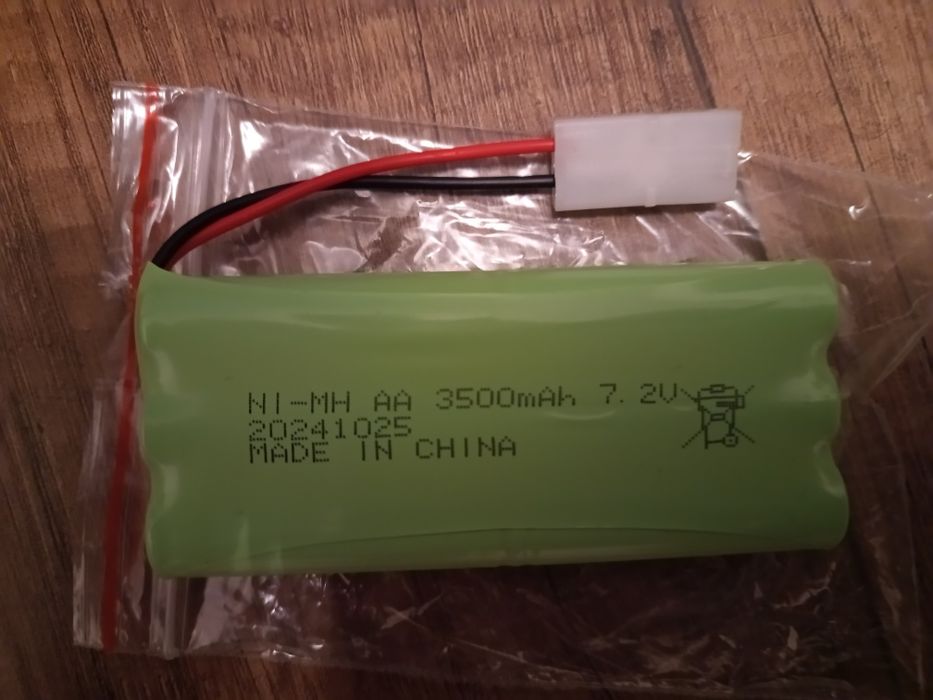 NI-MH AA 3500mAh 7.2V
20241025
MADE IN CHINA